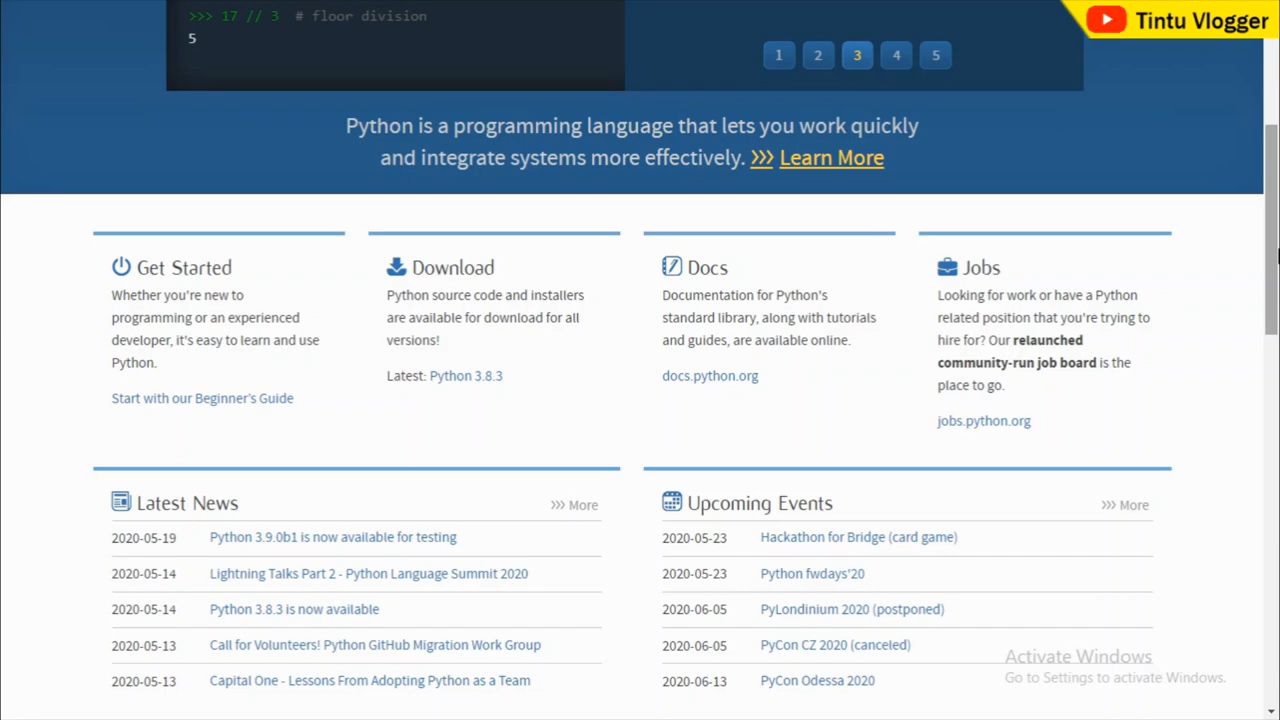 >>> 17 // 3  # floor division
5
Tintu Vlogger
1 2 3 4 5
Python is a programming language that lets you work quickly
and integrate systems more effectively. >>> Learn More
Get Started
Whether you're new to
programming or an experienced
developer, it's easy to learn and use
Python.
Start with our Beginner's Guide
Download
Python source code and installers
are available for download for all
versions!
Latest: Python 3.8.3
Docs
Documentation for Python's
standard library, along with tutorials
and guides, are available online.
docs.python.org
Jobs
Looking for work or have a Python
related position that you're trying to
hire for? Our relaunched
community-run job board is the
place to go.
jobs.python.org
Latest News
>>> More
2020-05-19 Python 3.9.0b1 is now available for testing
2020-05-14 Lightning Talks Part 2 - Python Language Summit 2020
2020-05-14 Python 3.8.3 is now available
2020-05-13 Call for Volunteers! Python GitHub Migration Work Group
2020-05-13 Capital One - Lessons From Adopting Python as a Team
Upcoming Events
>>> More
2020-05-23 Hackathon for Bridge (card game)
2020-05-23 Python fwdays'20
2020-06-05 PyLondinium 2020 (postponed)
2020-06-05 PyCon CZ 2020 (canceled)
2020-06-13 PyCon Odessa 2020
Activate Windows
Go to Settings to activate Windows.